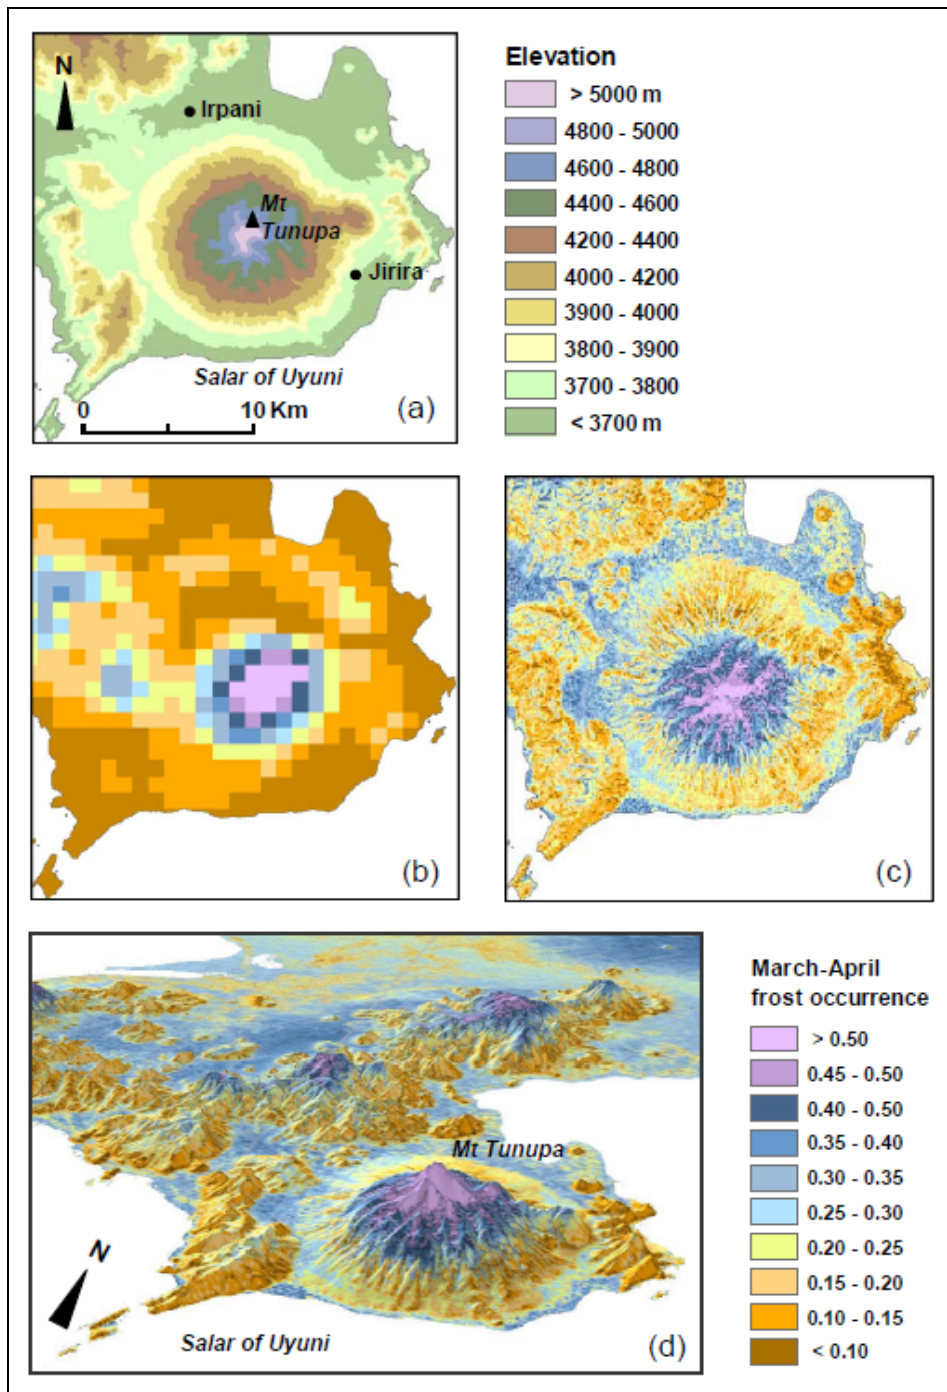 N
Irpani
Mt
Tunupa
Jirira
Salar of Uyuni
0 10 Km
(a)
Elevation
> 5000 m
4800 - 5000
4600 - 4800
4400 - 4600
4200 - 4400
4000 - 4200
3900 - 4000
3800 - 3900
3700 - 3800
< 3700 m
(b)
(c)
Mt Tunupa
N
Salar of Uyuni
(d)
March-April
frost occurrence
> 0.50
0.45 - 0.50
0.40 - 0.50
0.35 - 0.40
0.30 - 0.35
0.25 - 0.30
0.20 - 0.25
0.15 - 0.20
0.10 - 0.15
< 0.10